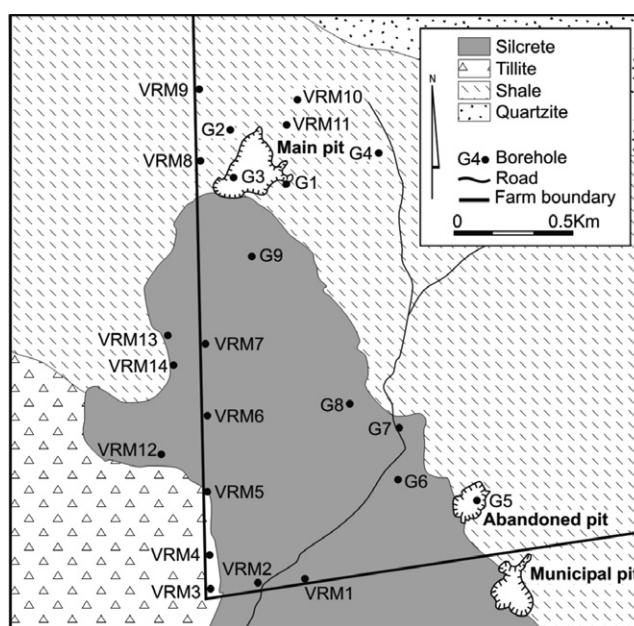 Silcrete
Tillite
Shale
Quartzite
N
G4 Borehole
Road
Farm boundary
0 0.5Km
VRM9
VRM10
VRM11
G2
Main pit
G4
VRM8
G3
G1
G9
VRM13
VRM7
VRM14
G8
VRM6
G7
VRM12
G6
VRM5
G5
Abandoned pit
VRM4
Municipal pit
VRM2
VRM3
VRM1